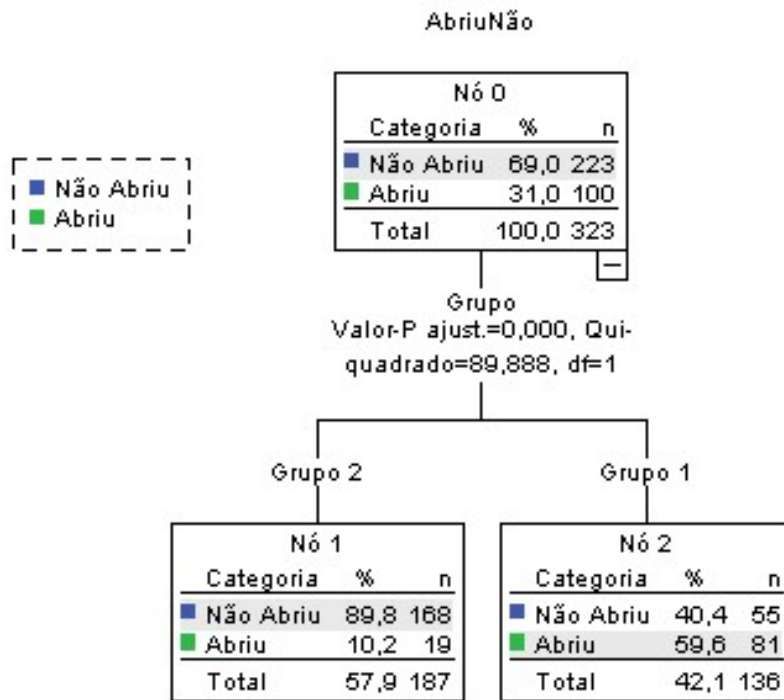 AbriuNão
Nó 0
Categoria % n
Não Abriu 69,0 223
Abriu 31,0 100
Total 100,0 323
Não Abriu
Abriu
Grupo
Valor-P ajust.=0,000, Qui-
quadrado=89,888, df=1
Grupo 2
Grupo 1
Nó 1
Categoria % n
Não Abriu 89,8 168
Abriu 10,2 19
Total 57,9 187
Nó 2
Categoria % n
Não Abriu 40,4 55
Abriu 59,6 81
Total 42,1 136